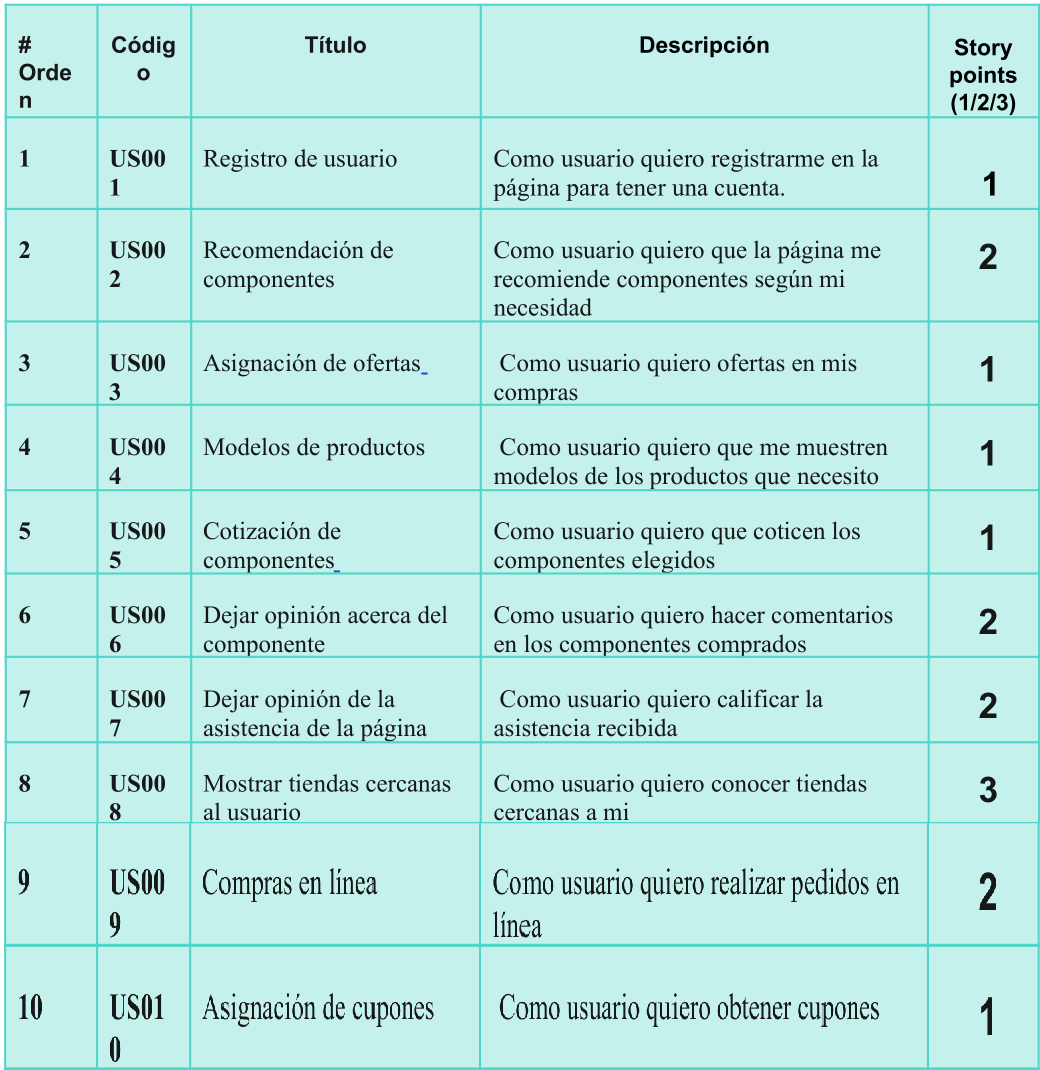 # Orden Código Título Descripción Story points (1/2/3)
1 US001 Registro de usuario Como usuario quiero registrarme en la página para tener una cuenta. 1
2 US002 Recomendación de componentes Como usuario quiero que la página me recomiende componentes según mi necesidad 2
3 US003 Asignación de ofertas Como usuario quiero ofertas en mis compras 1
4 US004 Modelos de productos Como usuario quiero que me muestren modelos de los productos que necesito 1
5 US005 Cotización de componentes Como usuario quiero que coticen los componentes elegidos 1
6 US006 Dejar opinión acerca del componente Como usuario quiero hacer comentarios en los componentes comprados 2
7 US007 Dejar opinión de la asistencia de la página Como usuario quiero calificar la asistencia recibida 2
8 US008 Mostrar tiendas cercanas al usuario Como usuario quiero conocer tiendas cercanas a mi 3
9 US009 Compras en línea Como usuario quiero realizar pedidos en línea 2
10 US010 Asignación de cupones Como usuario quiero obtener cupones 1